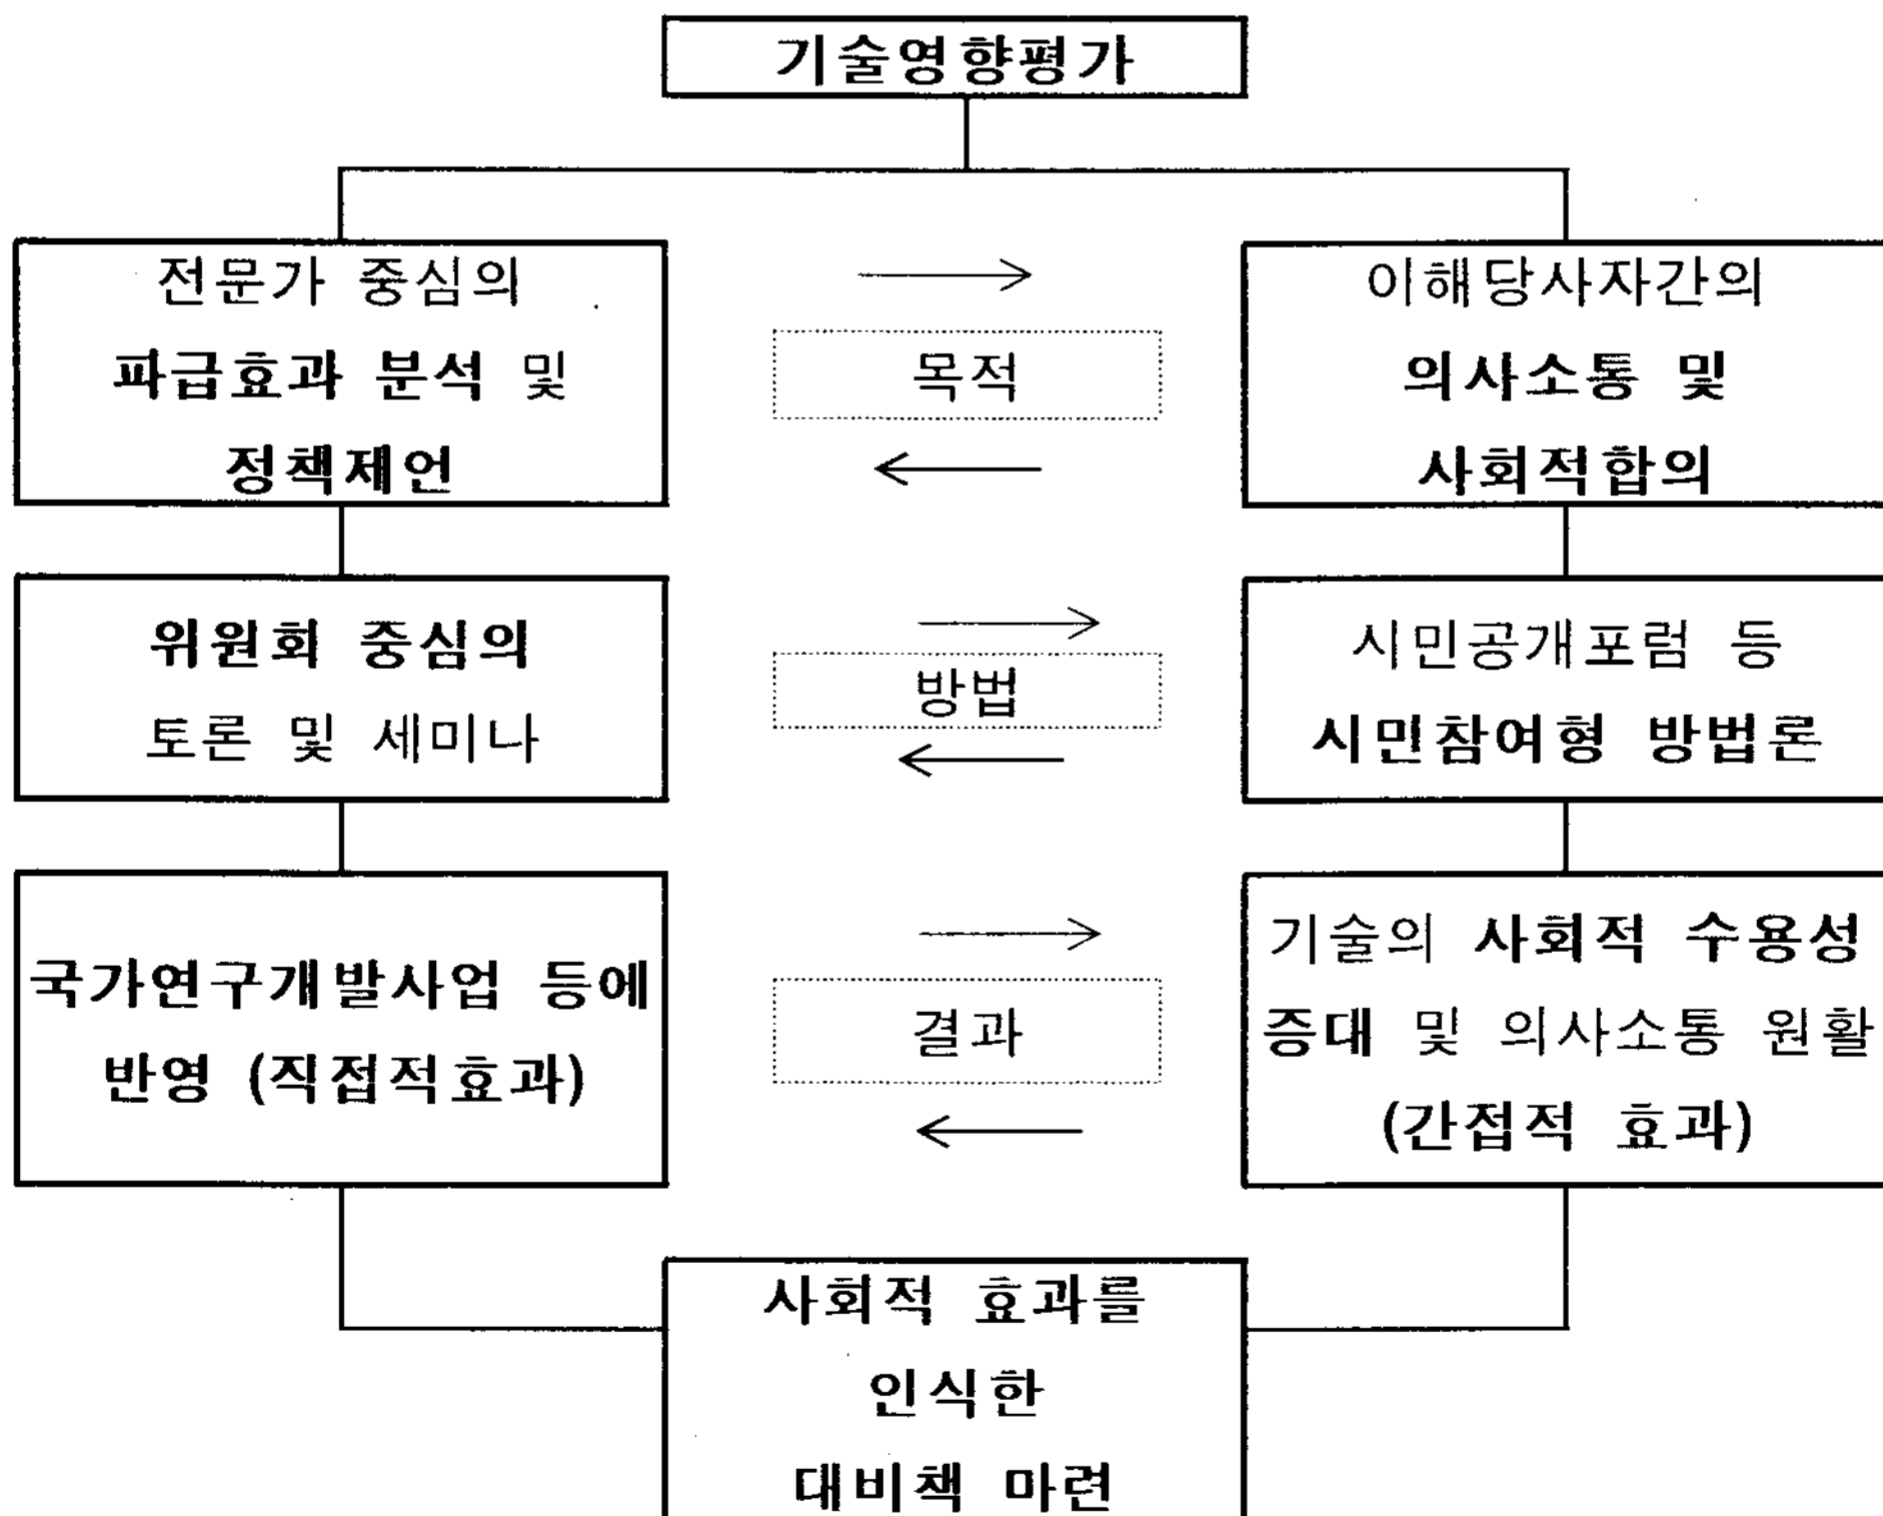 기술영향평가
전문가 중심의
파급효과 분석 및
정책제언
목적
이해당사자간의
의사소통 및
사회적합의
위원회 중심의
토론 및 세미나
방법
시민공개포럼 등
시민참여형 방법론
국가연구개발사업 등에
반영 (직접적효과)
결과
기술의 사회적 수용성
증대 및 의사소통 원활
(간접적 효과)
사회적 효과를
인식한
대비책 마련